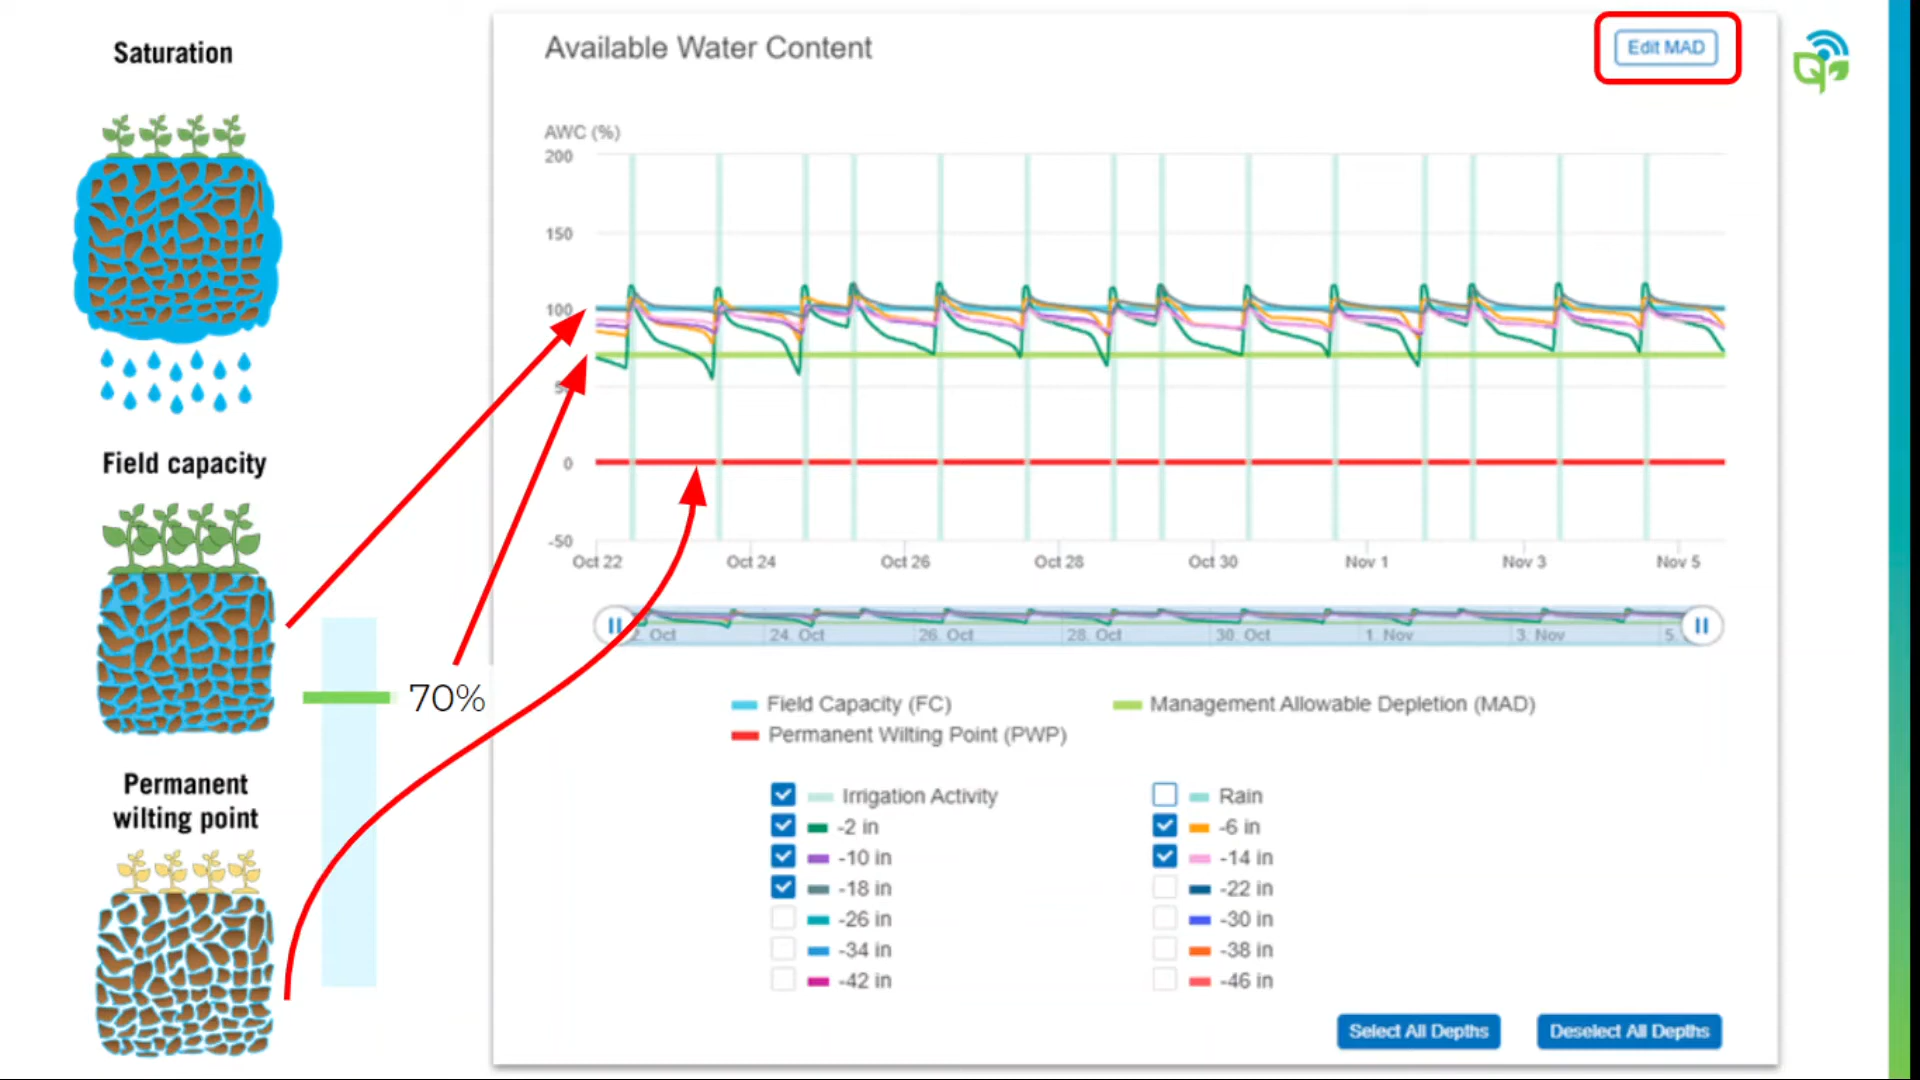 Saturation
Field capacity
70%
Permanent
wilting point
Available Water Content
Edit MAD
AWC (%)
200
150
100
50
0
-50
Oct 22
Oct 24
Oct 26
Oct 28
Oct 30
Nov 1
Nov 3
Nov 5
2. Oct
24. Oct
26. Oct
28. Oct
30. Oct
1. Nov
3. Nov
5.
Field Capacity (FC)
Management Allowable Depletion (MAD)
Permanent Wilting Point (PWP)
Irrigation Activity
Rain
-2 in
-6 in
-10 in
-14 in
-18 in
-22 in
-26 in
-30 in
-34 in
-38 in
-42 in
-46 in
Select All Depths
Deselect All Depths